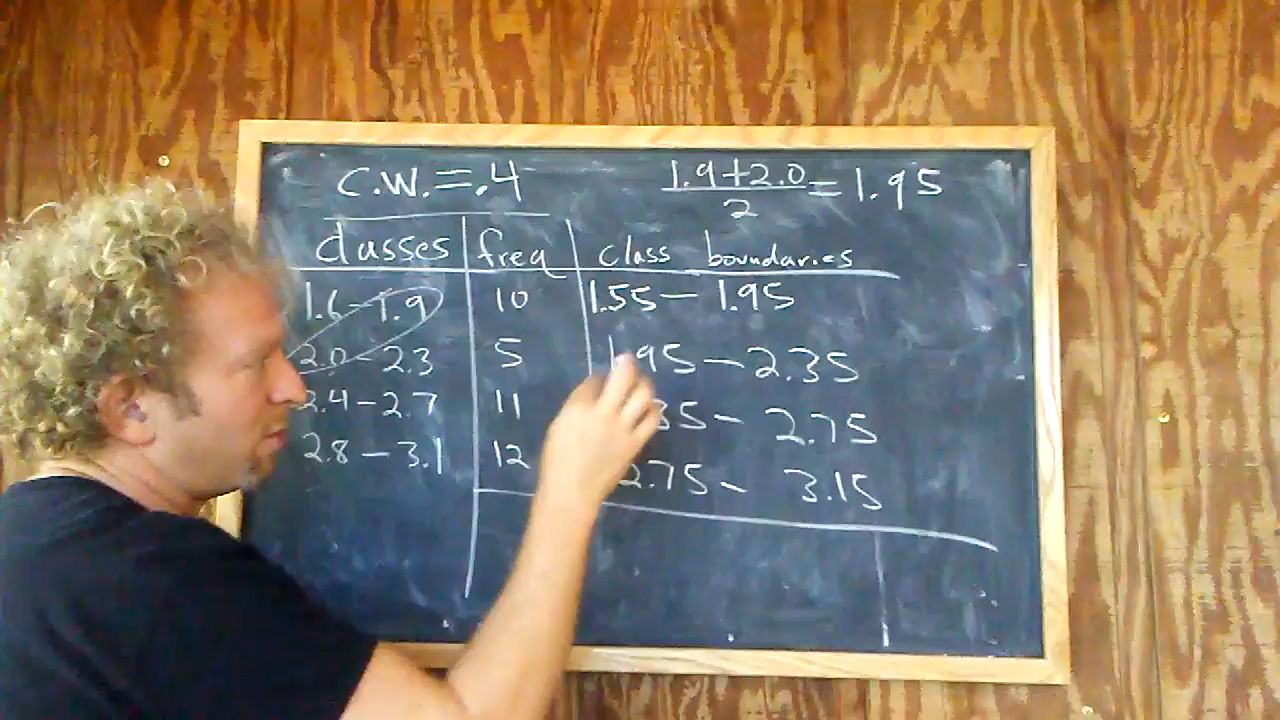 C.W. = .4
1.9+2.0
2
= 1.95
classes freq class boundaries
1.6 – 1.9 10 1.55 – 1.95
2.0 – 2.3 5 1.95 – 2.35
2.4 – 2.7 11 35 – 2.75
2.8 – 3.1 12 2.75 – 3.15